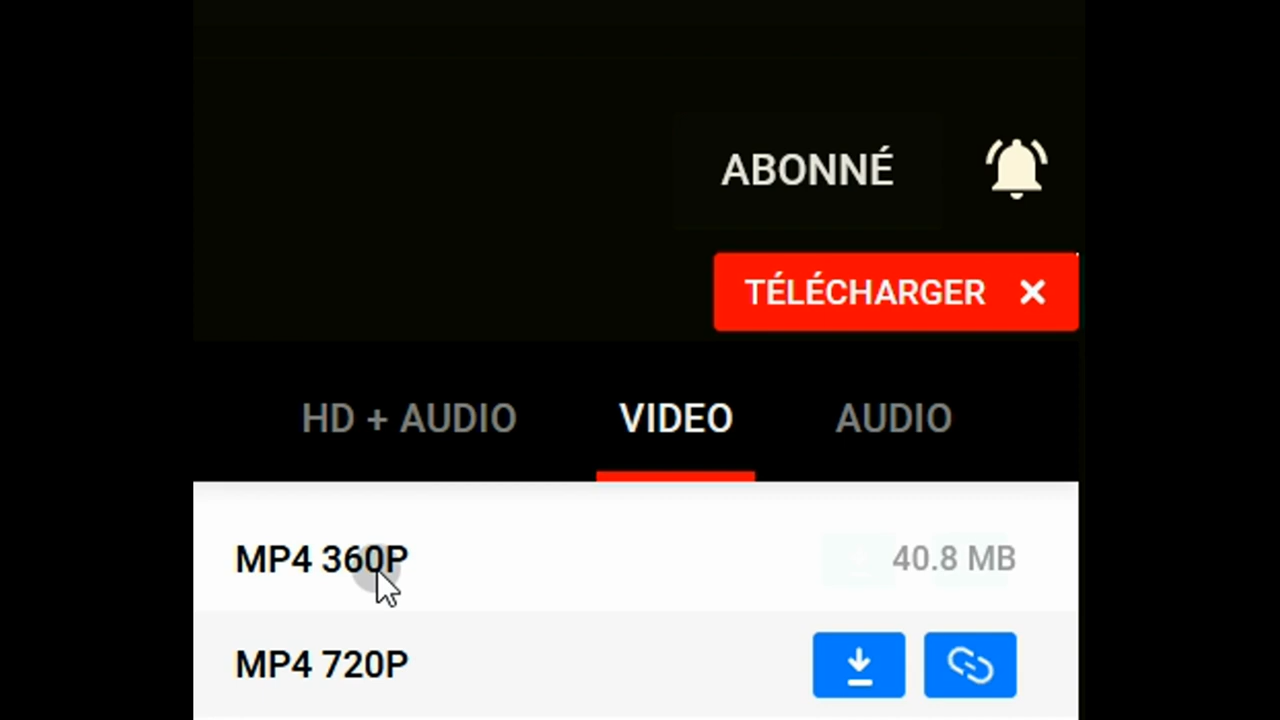 ABONNÉ
TÉLÉCHARGER
HD + AUDIO VIDEO AUDIO
MP4 360P 40.8 MB
MP4 720P